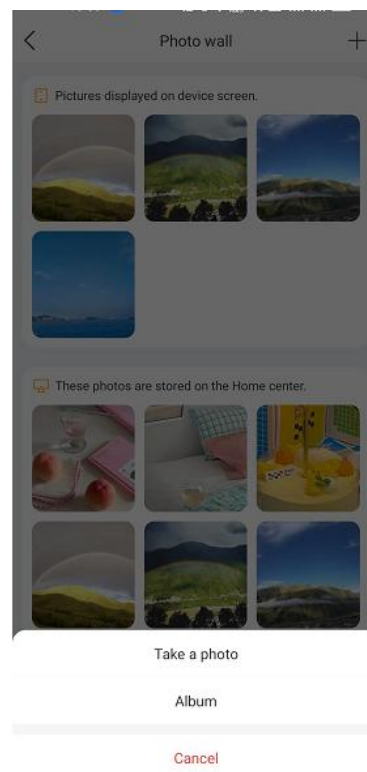 Photo wall
Pictures displayed on device screen.
These photos are stored on the Home center.
Take a photo
Album
Cancel